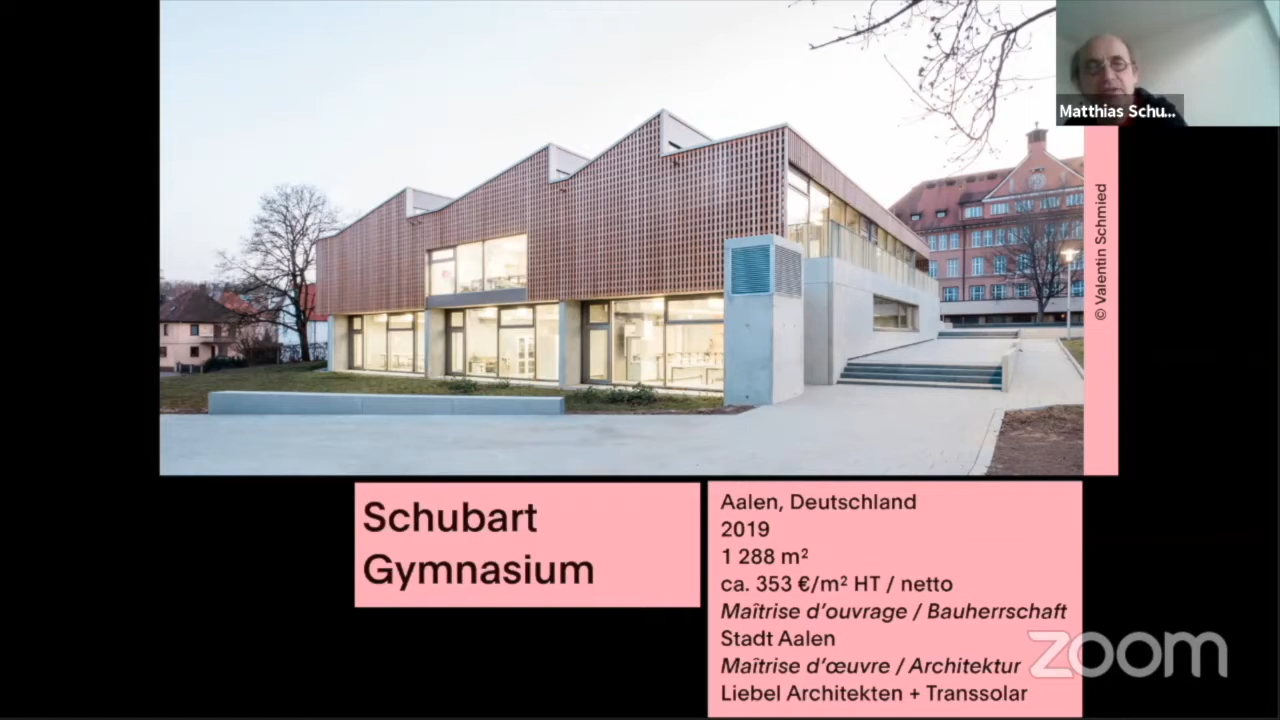 Matthias Schu...
© Valentin Schmied
Schubart
Gymnasium
Aalen, Deutschland
2019
1 288 m²
ca. 353 €/m² HT / netto
Maîtrise d'ouvrage / Bauherrschaft
Stadt Aalen
Maîtrise d'œuvre / Architektur
Liebel Architekten + Transsolar
zoom